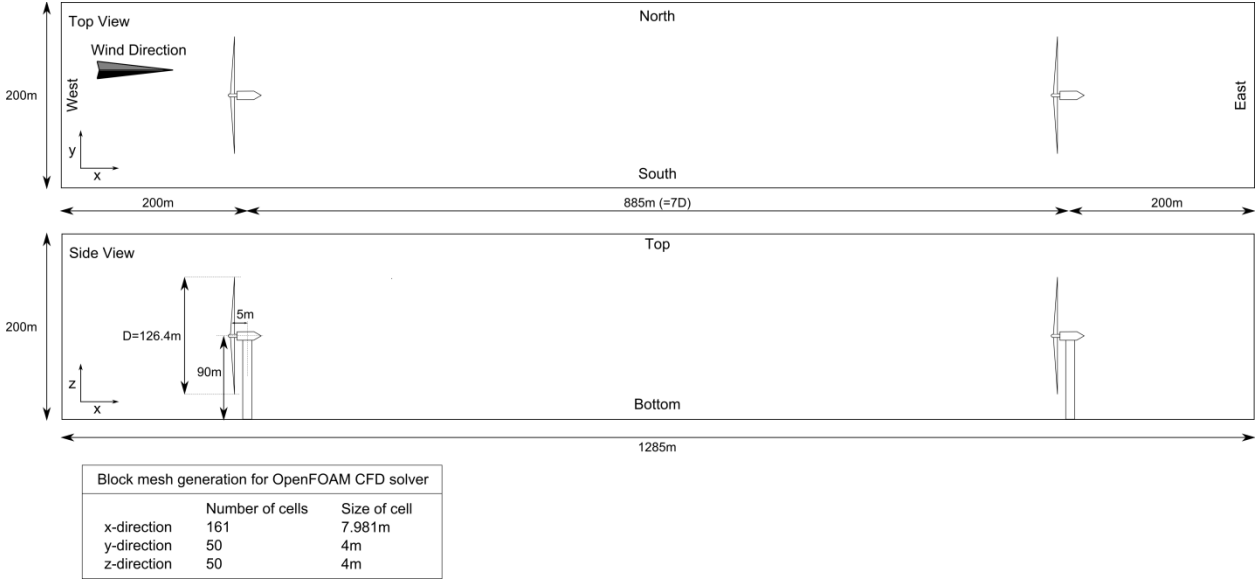 Top View
North
Wind Direction
200m
West
East
y
x
South
200m
885m (=7D)
200m
Side View
Top
200m
5m
D=126.4m
90m
z
x
Bottom
1285m
Block mesh generation for OpenFOAM CFD solver
Number of cells Size of cell
x-direction 161 7.981m
y-direction 50 4m
z-direction 50 4m